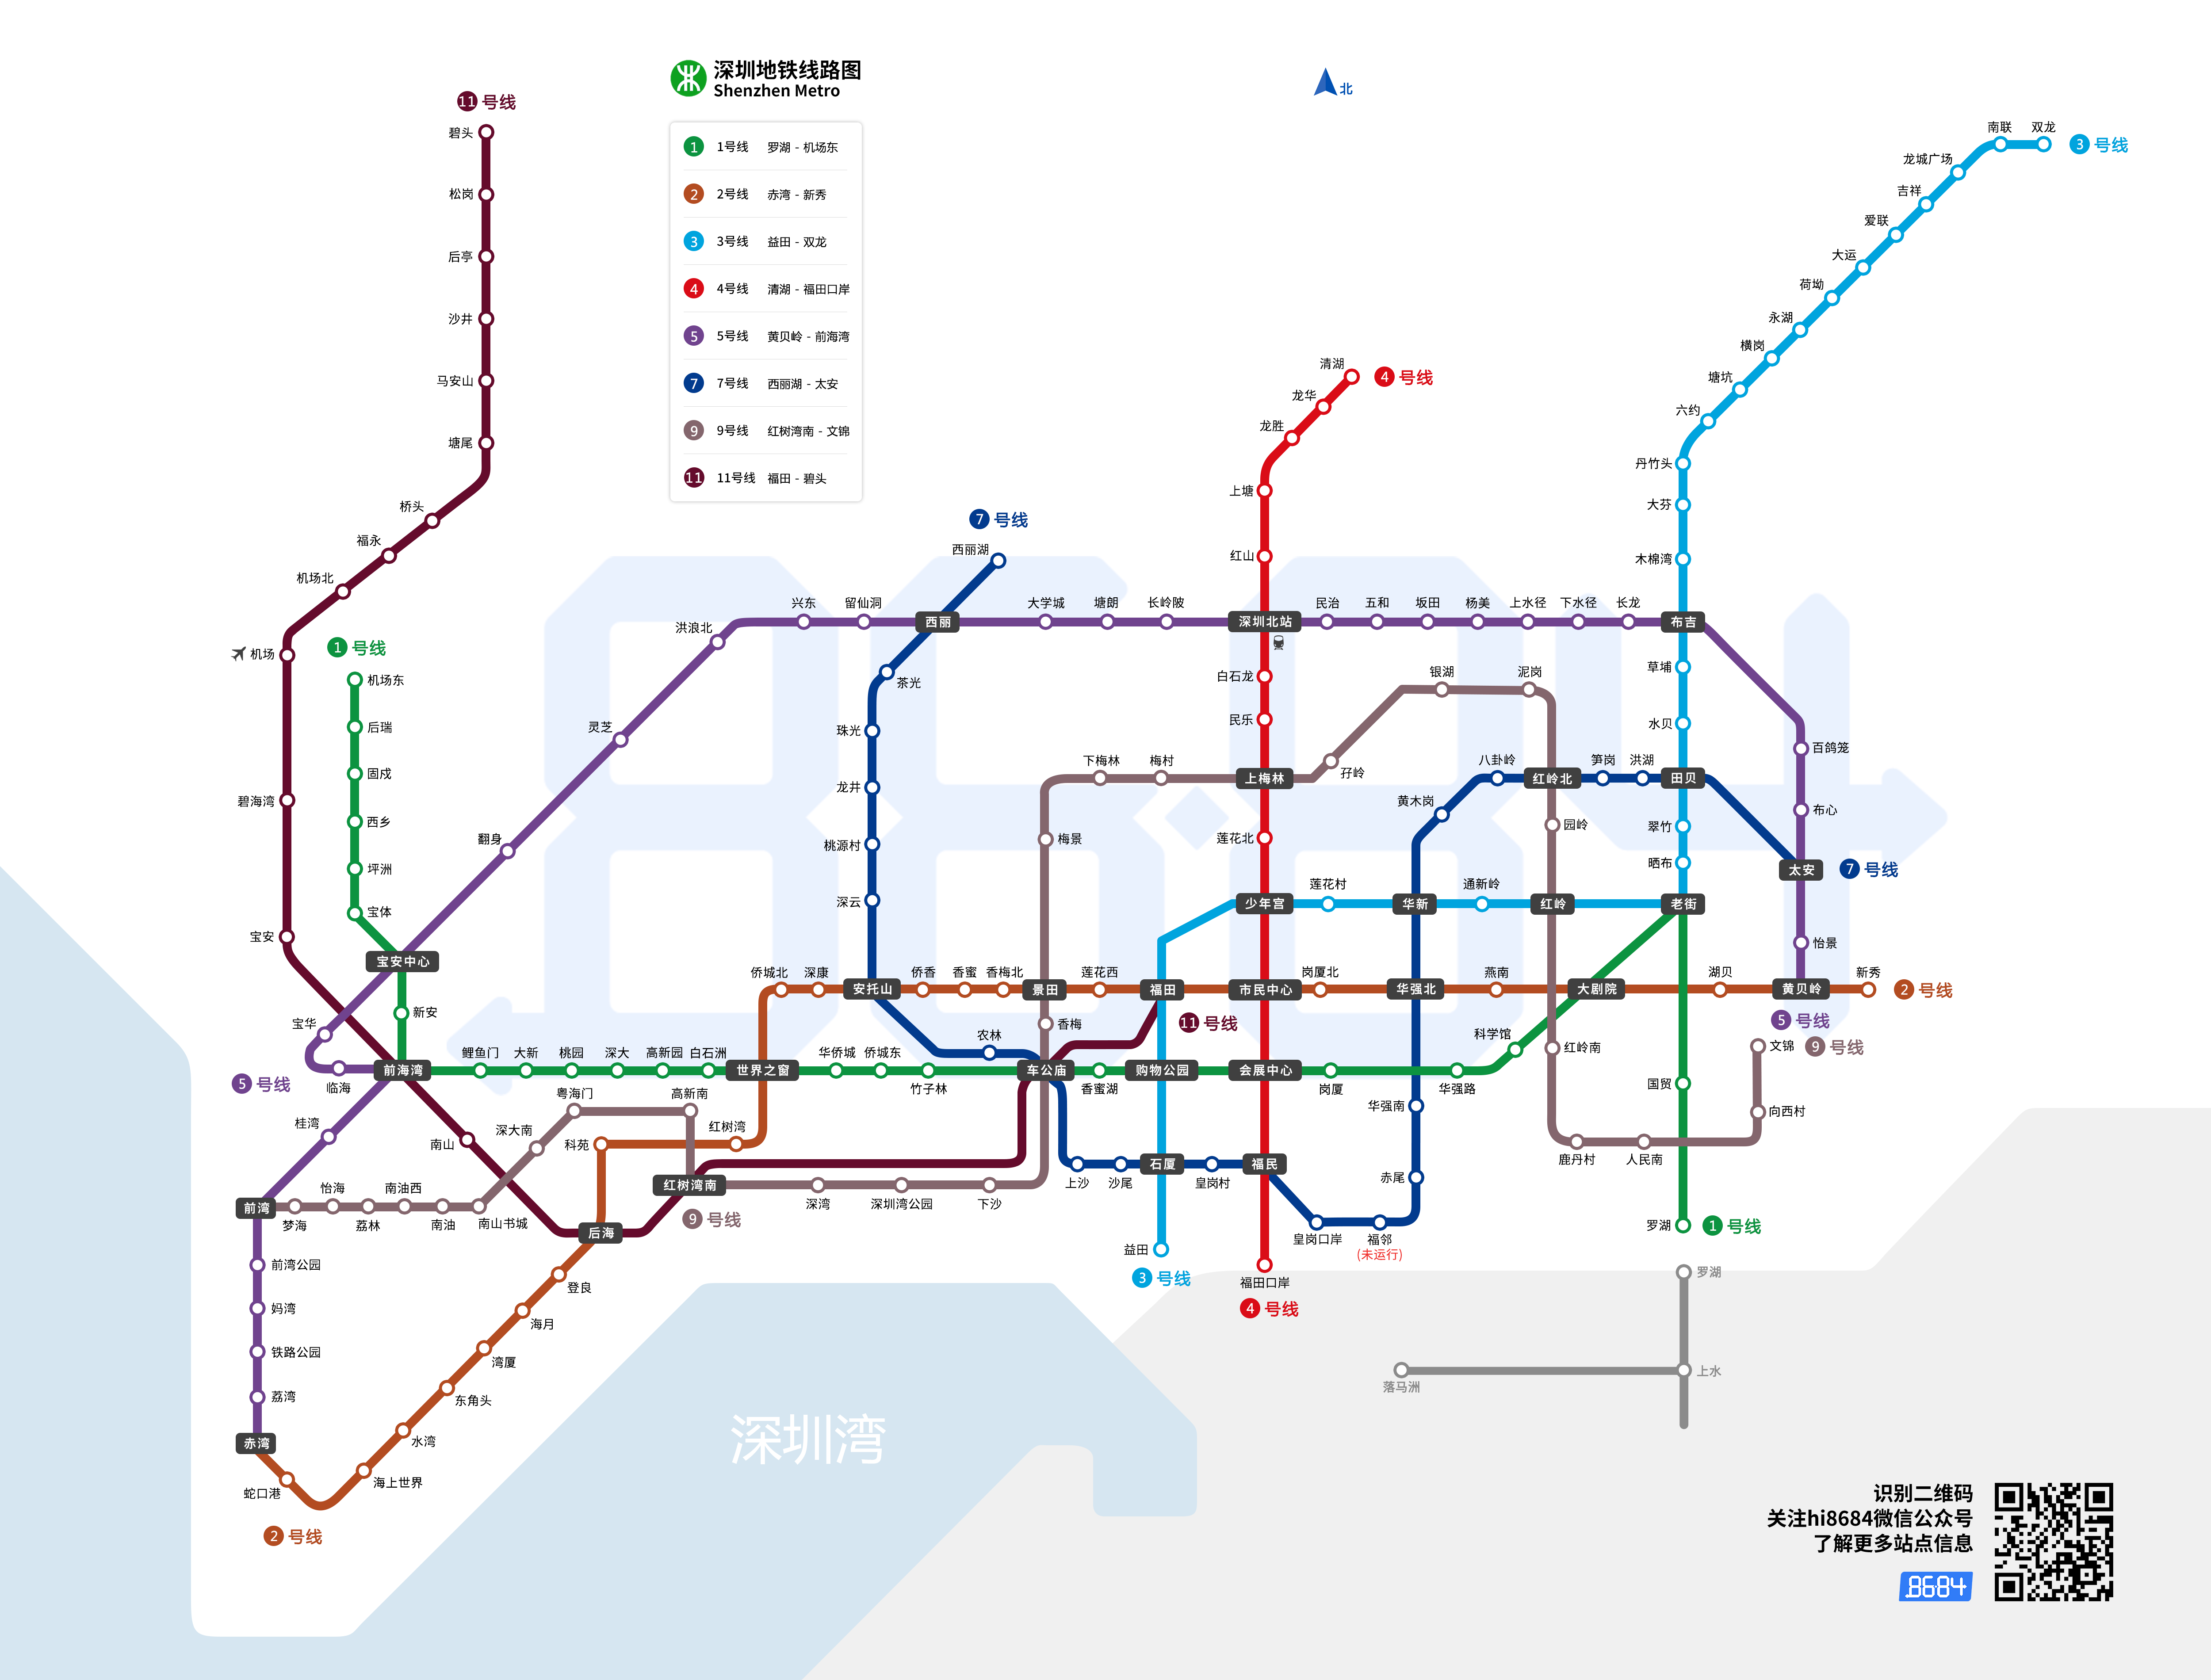 深圳地铁线路图
Shenzhen Metro
北
1 1号线 罗湖 - 机场东
2 2号线 赤湾 - 新秀
3 3号线 益田 - 双龙
4 4号线 清湖 - 福田口岸
5 5号线 黄贝岭 - 前海湾
7 7号线 西丽湖 - 太安
9 9号线 红树湾南 - 文锦
11 11号线 福田 - 碧头
11 号线
碧头
松岗
后亭
沙井
马安山
塘尾
桥头
福永
机场北
机场
碧海湾
宝安
1 号线
机场东
后瑞
固戍
西乡
坪洲
宝体
宝安中心
新安
宝华
临海
前海湾
5 号线
桂湾
前湾
前湾公园
妈湾
铁路公园
荔湾
赤湾
蛇口港
2 号线
海上世界
水湾
东角头
湾厦
海月
登良
后海
科苑
红树湾
南山
梦海
怡海
荔林
南油西
南油
南山书城
深大南
粤海门
高新南
红树湾南
9 号线
深湾
深圳湾公园
下沙
鲤鱼门
大新
桃园
深大
高新园
白石洲
世界之窗
华侨城
侨城东
竹子林
车公庙
香蜜湖
购物公园
会展中心
岗厦
华强路
科学馆
大剧院
老街
国贸
罗湖
1 号线
翻身
灵芝
洪浪北
兴东
留仙洞
西丽
大学城
塘朗
长岭陂
深圳北站
民治
五和
坂田
杨美
上水径
下水径
长龙
布吉
百鸽笼
布心
太安
7 号线
怡景
黄贝岭
5 号线
新秀
2 号线
7 号线
西丽湖
茶光
珠光
龙井
桃源村
深云
安托山
农林
侨城北
深康
侨香
香蜜
香梅北
景田
莲花西
福田
11 号线
市民中心
岗厦北
华强北
燕南
湖贝
香梅
梅景
下梅林
梅村
上梅林
孖岭
银湖
泥岗
红岭北
园岭
红岭
红岭南
鹿丹村
人民南
向西村
文锦
9 号线
4 号线
清湖
龙华
龙胜
上塘
红山
白石龙
民乐
莲花北
少年宫
福民
福田口岸
4 号线
莲花村
华新
通新岭
黄木岗
八卦岭
笋岗
洪湖
田贝
华强南
赤尾
福邻
(未运行)
皇岗口岸
皇岗村
石厦
沙尾
上沙
益田
3 号线
3 号线
双龙
南联
龙城广场
吉祥
爱联
大运
荷坳
永湖
横岗
塘坑
六约
丹竹头
大芬
木棉湾
草埔
水贝
翠竹
晒布
罗湖
上水
落马洲
深圳湾
识别二维码
关注hi8684微信公众号
了解更多站点信息
8684